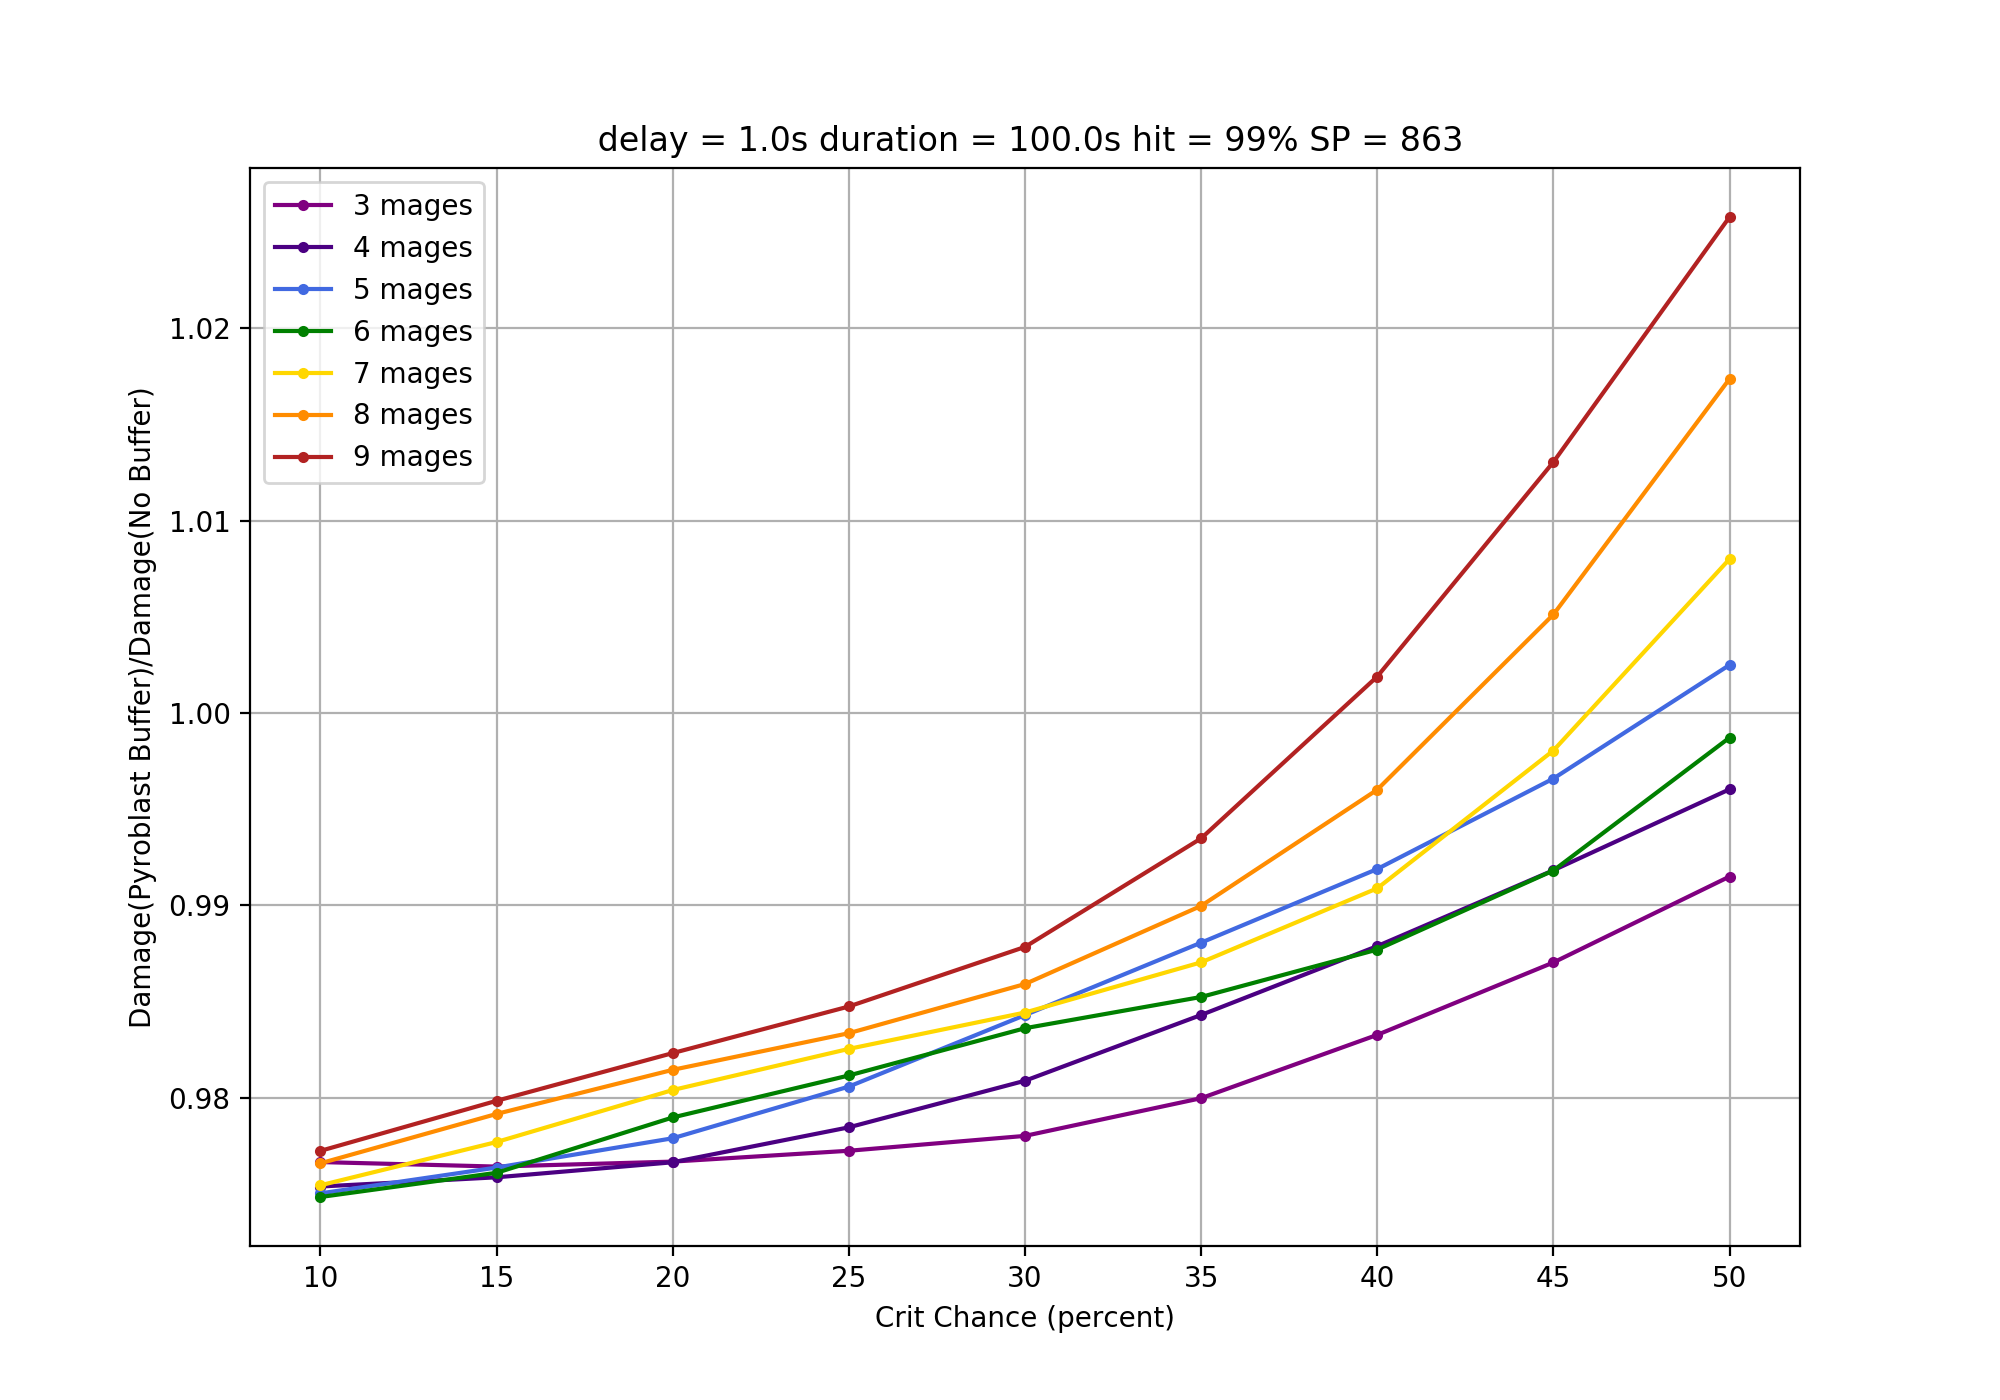 delay = 1.0s duration = 100.0s hit = 99% SP = 863
3 mages
4 mages
5 mages
6 mages
7 mages
8 mages
9 mages
Damage(Pyroblast Buffer)/Damage(No Buffer)
1.02
1.01
1.00
0.99
0.98
10 15 20 25 30 35 40 45 50
Crit Chance (percent)